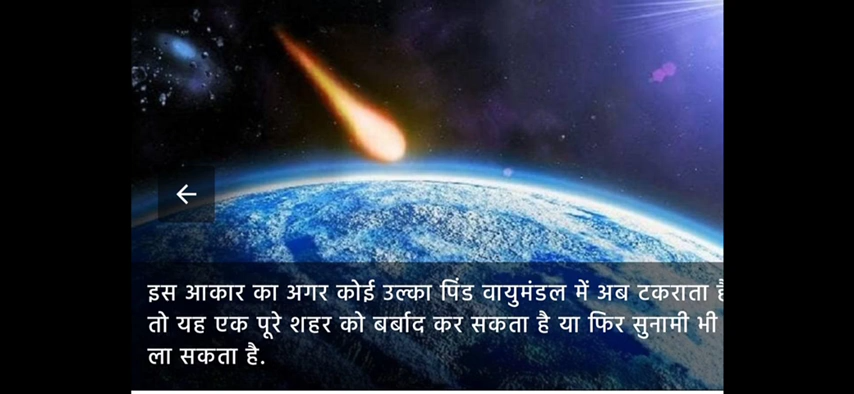 इस आकार का अगर कोई उल्का पिंड वायुमंडल में अब टकराता है
तो यह एक पूरे शहर को बर्बाद कर सकता है या फिर सुनामी भी
ला सकता है.